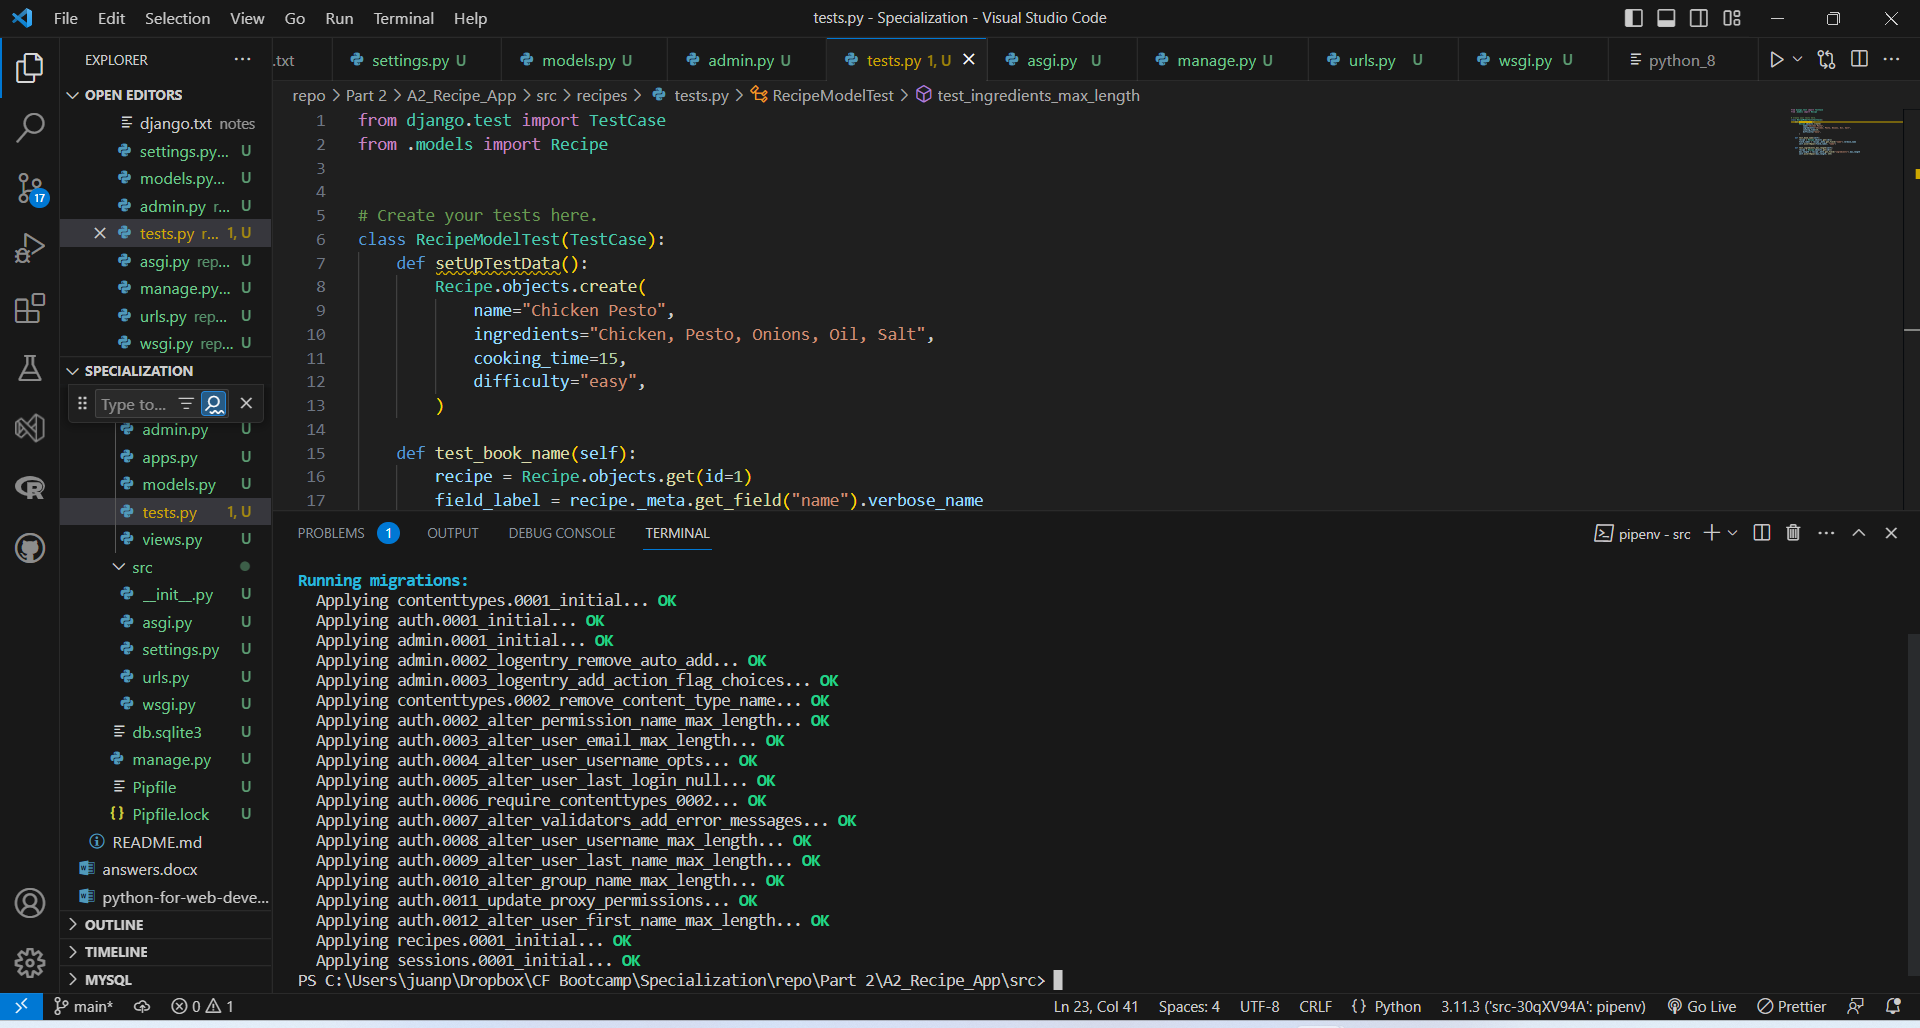 File Edit Selection View Go Run Terminal Help
tests.py - Specialization - Visual Studio Code
EXPLORER
.txt
settings.py U
models.py U
admin.py U
tests.py 1, U
asgi.py U
manage.py U
urls.py U
wsgi.py U
python_8
OPEN EDITORS
django.txt notes
settings.py... U
models.py... U
admin.py r... U
tests.py r... 1, U
asgi.py rep... U
manage.py... U
urls.py rep... U
wsgi.py rep... U
SPECIALIZATION
Type to...
admin.py U
apps.py U
models.py U
tests.py 1, U
views.py U
src
__init__.py U
asgi.py U
settings.py U
urls.py U
wsgi.py U
db.sqlite3 U
manage.py U
Pipfile U
{} Pipfile.lock U
README.md
answers.docx
python-for-web-deve...
OUTLINE
TIMELINE
MYSQL
17
repo > Part 2 > A2_Recipe_App > src > recipes > tests.py > RecipeModelTest > test_ingredients_max_length
1 from django.test import TestCase
2 from .models import Recipe
3
4
5 # Create your tests here.
6 class RecipeModelTest(TestCase):
7 def setUpTestData():
8 Recipe.objects.create(
9 name="Chicken Pesto",
10 ingredients="Chicken, Pesto, Onions, Oil, Salt",
11 cooking_time=15,
12 difficulty="easy",
13 )
14
15 def test_book_name(self):
16 recipe = Recipe.objects.get(id=1)
17 field_label = recipe._meta.get_field("name").verbose_name
PROBLEMS 1 OUTPUT DEBUG CONSOLE TERMINAL
pipenv - src
Running migrations:
Applying contenttypes.0001_initial... OK
Applying auth.0001_initial... OK
Applying admin.0001_initial... OK
Applying admin.0002_logentry_remove_auto_add... OK
Applying admin.0003_logentry_add_action_flag_choices... OK
Applying contenttypes.0002_remove_content_type_name... OK
Applying auth.0002_alter_permission_name_max_length... OK
Applying auth.0003_alter_user_email_max_length... OK
Applying auth.0004_alter_user_username_opts... OK
Applying auth.0005_alter_user_last_login_null... OK
Applying auth.0006_require_contenttypes_0002... OK
Applying auth.0007_alter_validators_add_error_messages... OK
Applying auth.0008_alter_user_username_max_length... OK
Applying auth.0009_alter_user_last_name_max_length... OK
Applying auth.0010_alter_group_name_max_length... OK
Applying auth.0011_update_proxy_permissions... OK
Applying auth.0012_alter_user_first_name_max_length... OK
Applying recipes.0001_initial... OK
Applying sessions.0001_initial... OK
PS C:\Users\juanp\Dropbox\CF Bootcamp\Specialization\repo\Part 2\A2_Recipe_App\src>
main* 0 1
Ln 23, Col 41 Spaces: 4 UTF-8 CRLF {} Python 3.11.3 ('src-30qXV94A': pipenv) Go Live Prettier